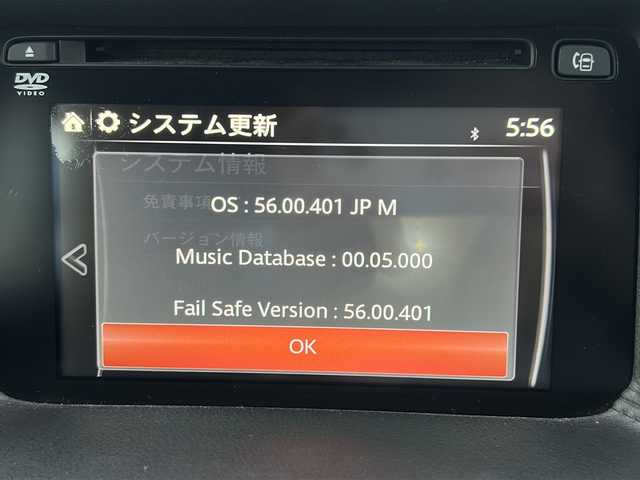 DVD
VIDEO
システム更新
5:56
システム情報
免責事項
OS : 56.00.401 JP M
バージョン情報
Music Database : 00.05.000
Fail Safe Version : 56.00.401
OK